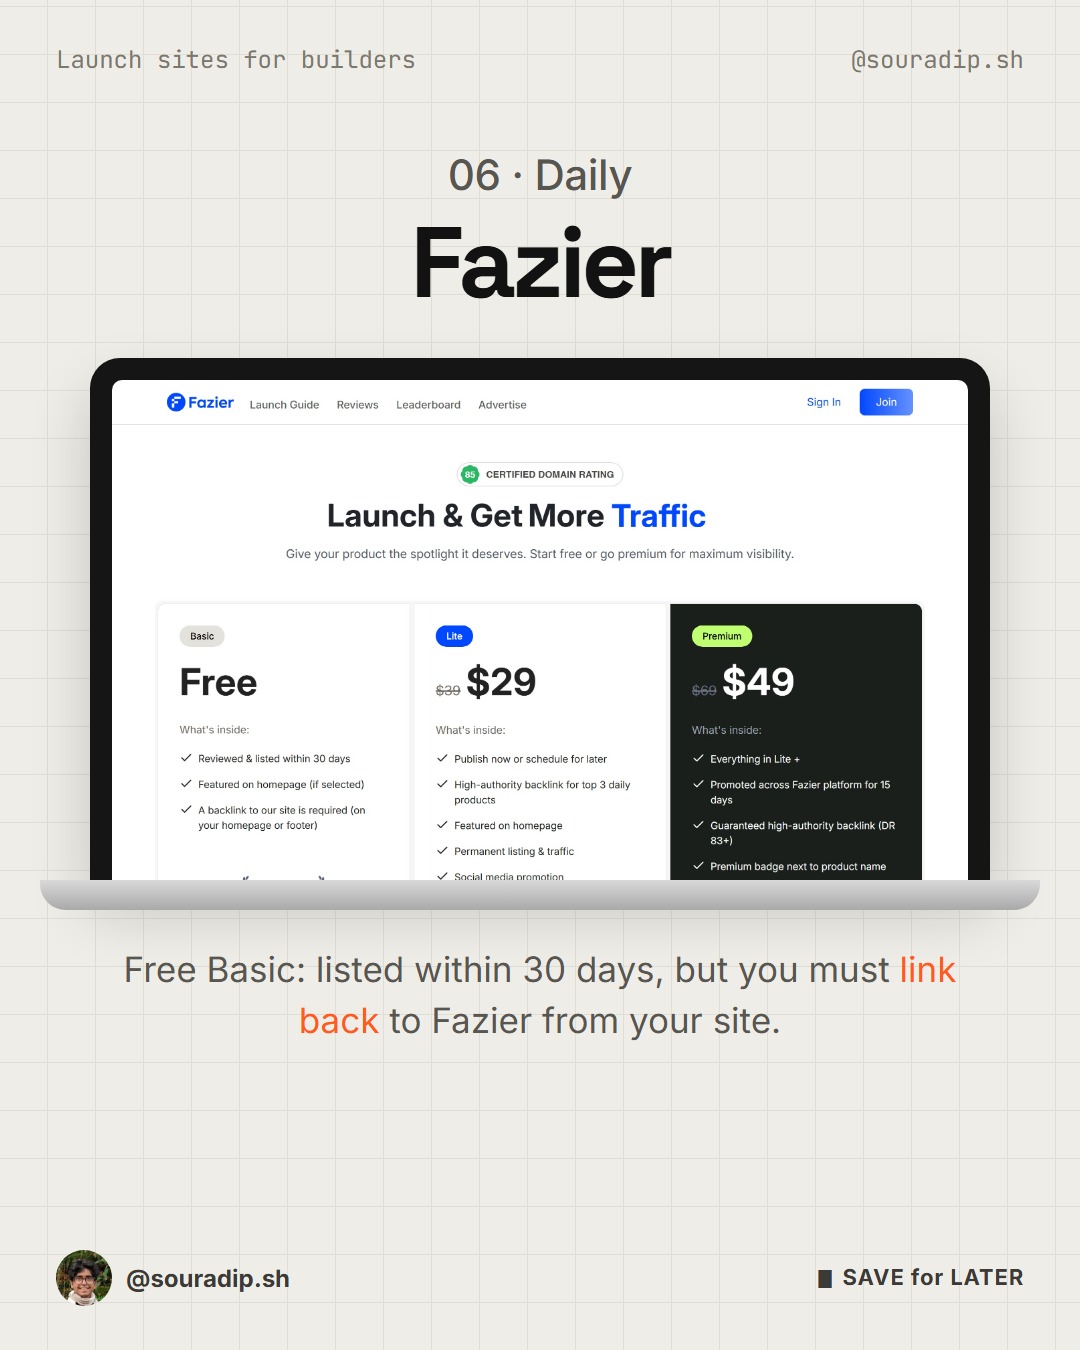 Launch sites for builders
@souradip.sh
06 · Daily
Fazier
Fazier
Launch Guide
Reviews
Leaderboard
Advertise
Sign In
Join
85
CERTIFIED DOMAIN RATING
Launch & Get More Traffic
Give your product the spotlight it deserves. Start free or go premium for maximum visibility.
Basic
Free
What's inside:
Reviewed & listed within 30 days
Featured on homepage (if selected)
A backlink to our site is required (on
your homepage or footer)
Lite
$39 $29
What's inside:
Publish now or schedule for later
High-authority backlink for top 3 daily
products
Featured on homepage
Permanent listing & traffic
Social media promotion
Premium
$69 $49
What's inside:
Everything in Lite +
Promoted across Fazier platform for 15
days
Guaranteed high-authority backlink (DR
83+)
Premium badge next to product name
Free Basic: listed within 30 days, but you must link
back to Fazier from your site.
@souradip.sh
SAVE for LATER